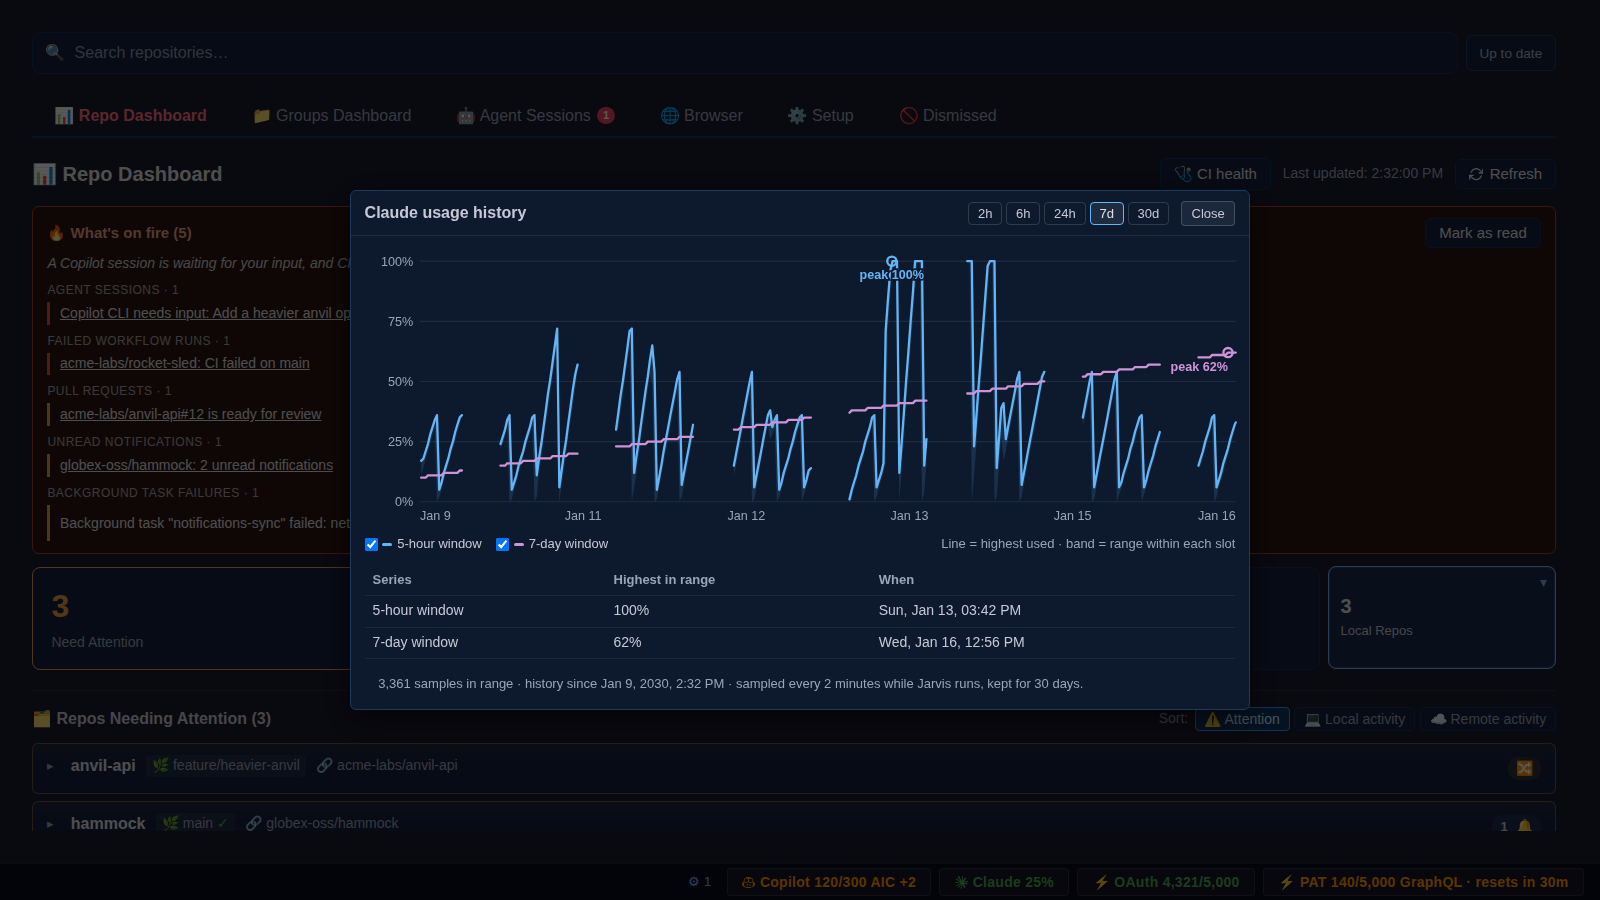 🔍 Search repositories…
Up to date
📊 Repo Dashboard
📁 Groups Dashboard
🤖 Agent Sessions 1
🌐 Browser
⚙️ Setup
🚫 Dismissed
📊 Repo Dashboard
🩺 CI health
Last updated: 2:32:00 PM
Refresh
🔥 What's on fire (5)
Mark as read
A Copilot session is waiting for your input, and CI
AGENT SESSIONS · 1
Copilot CLI needs input: Add a heavier anvil op
FAILED WORKFLOW RUNS · 1
acme-labs/rocket-sled: CI failed on main
PULL REQUESTS · 1
acme-labs/anvil-api#12 is ready for review
UNREAD NOTIFICATIONS · 1
globex-oss/hammock: 2 unread notifications
BACKGROUND TASK FAILURES · 1
Background task "notifications-sync" failed: net
Claude usage history
2h
6h
24h
7d
30d
Close
100%
75%
50%
25%
0%
peak 100%
peak 62%
Jan 9
Jan 11
Jan 12
Jan 13
Jan 15
Jan 16
5-hour window
7-day window
Line = highest used · band = range within each slot
Series Highest in range When
5-hour window 100% Sun, Jan 13, 03:42 PM
7-day window 62% Wed, Jan 16, 12:56 PM
3,361 samples in range · history since Jan 9, 2030, 2:32 PM · sampled every 2 minutes while Jarvis runs, kept for 30 days.
3
Need Attention
3
Local Repos
🗂️ Repos Needing Attention (3)
Sort:
⚠️ Attention
💻 Local activity
☁️ Remote activity
▸ anvil-api 🌿 feature/heavier-anvil 🔗 acme-labs/anvil-api
▸ hammock 🌿 main ✓ 🔗 globex-oss/hammock
1 🔔
⚙ 1
Copilot 120/300 AIC +2
Claude 25%
⚡ OAuth 4,321/5,000
⚡ PAT 140/5,000 GraphQL · resets in 30m